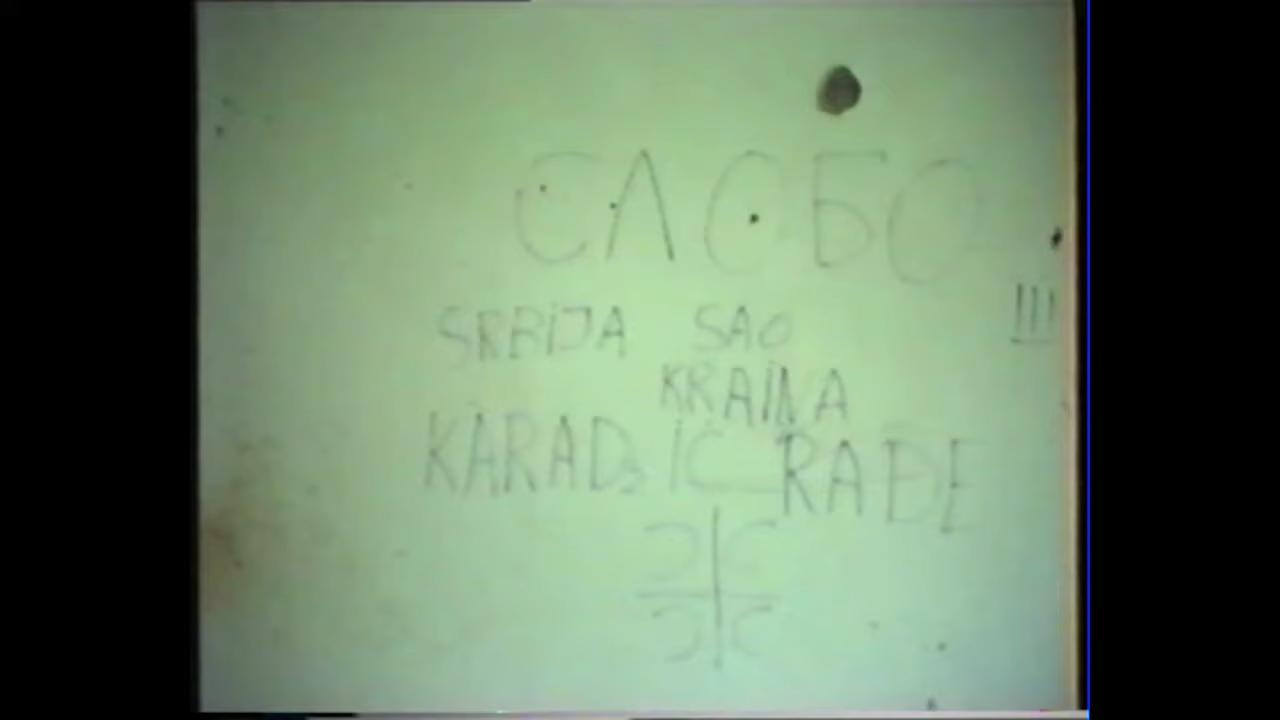 СЛОБО
SRBIJA SAO
KRAINA
KARADžIĆ RAĐE